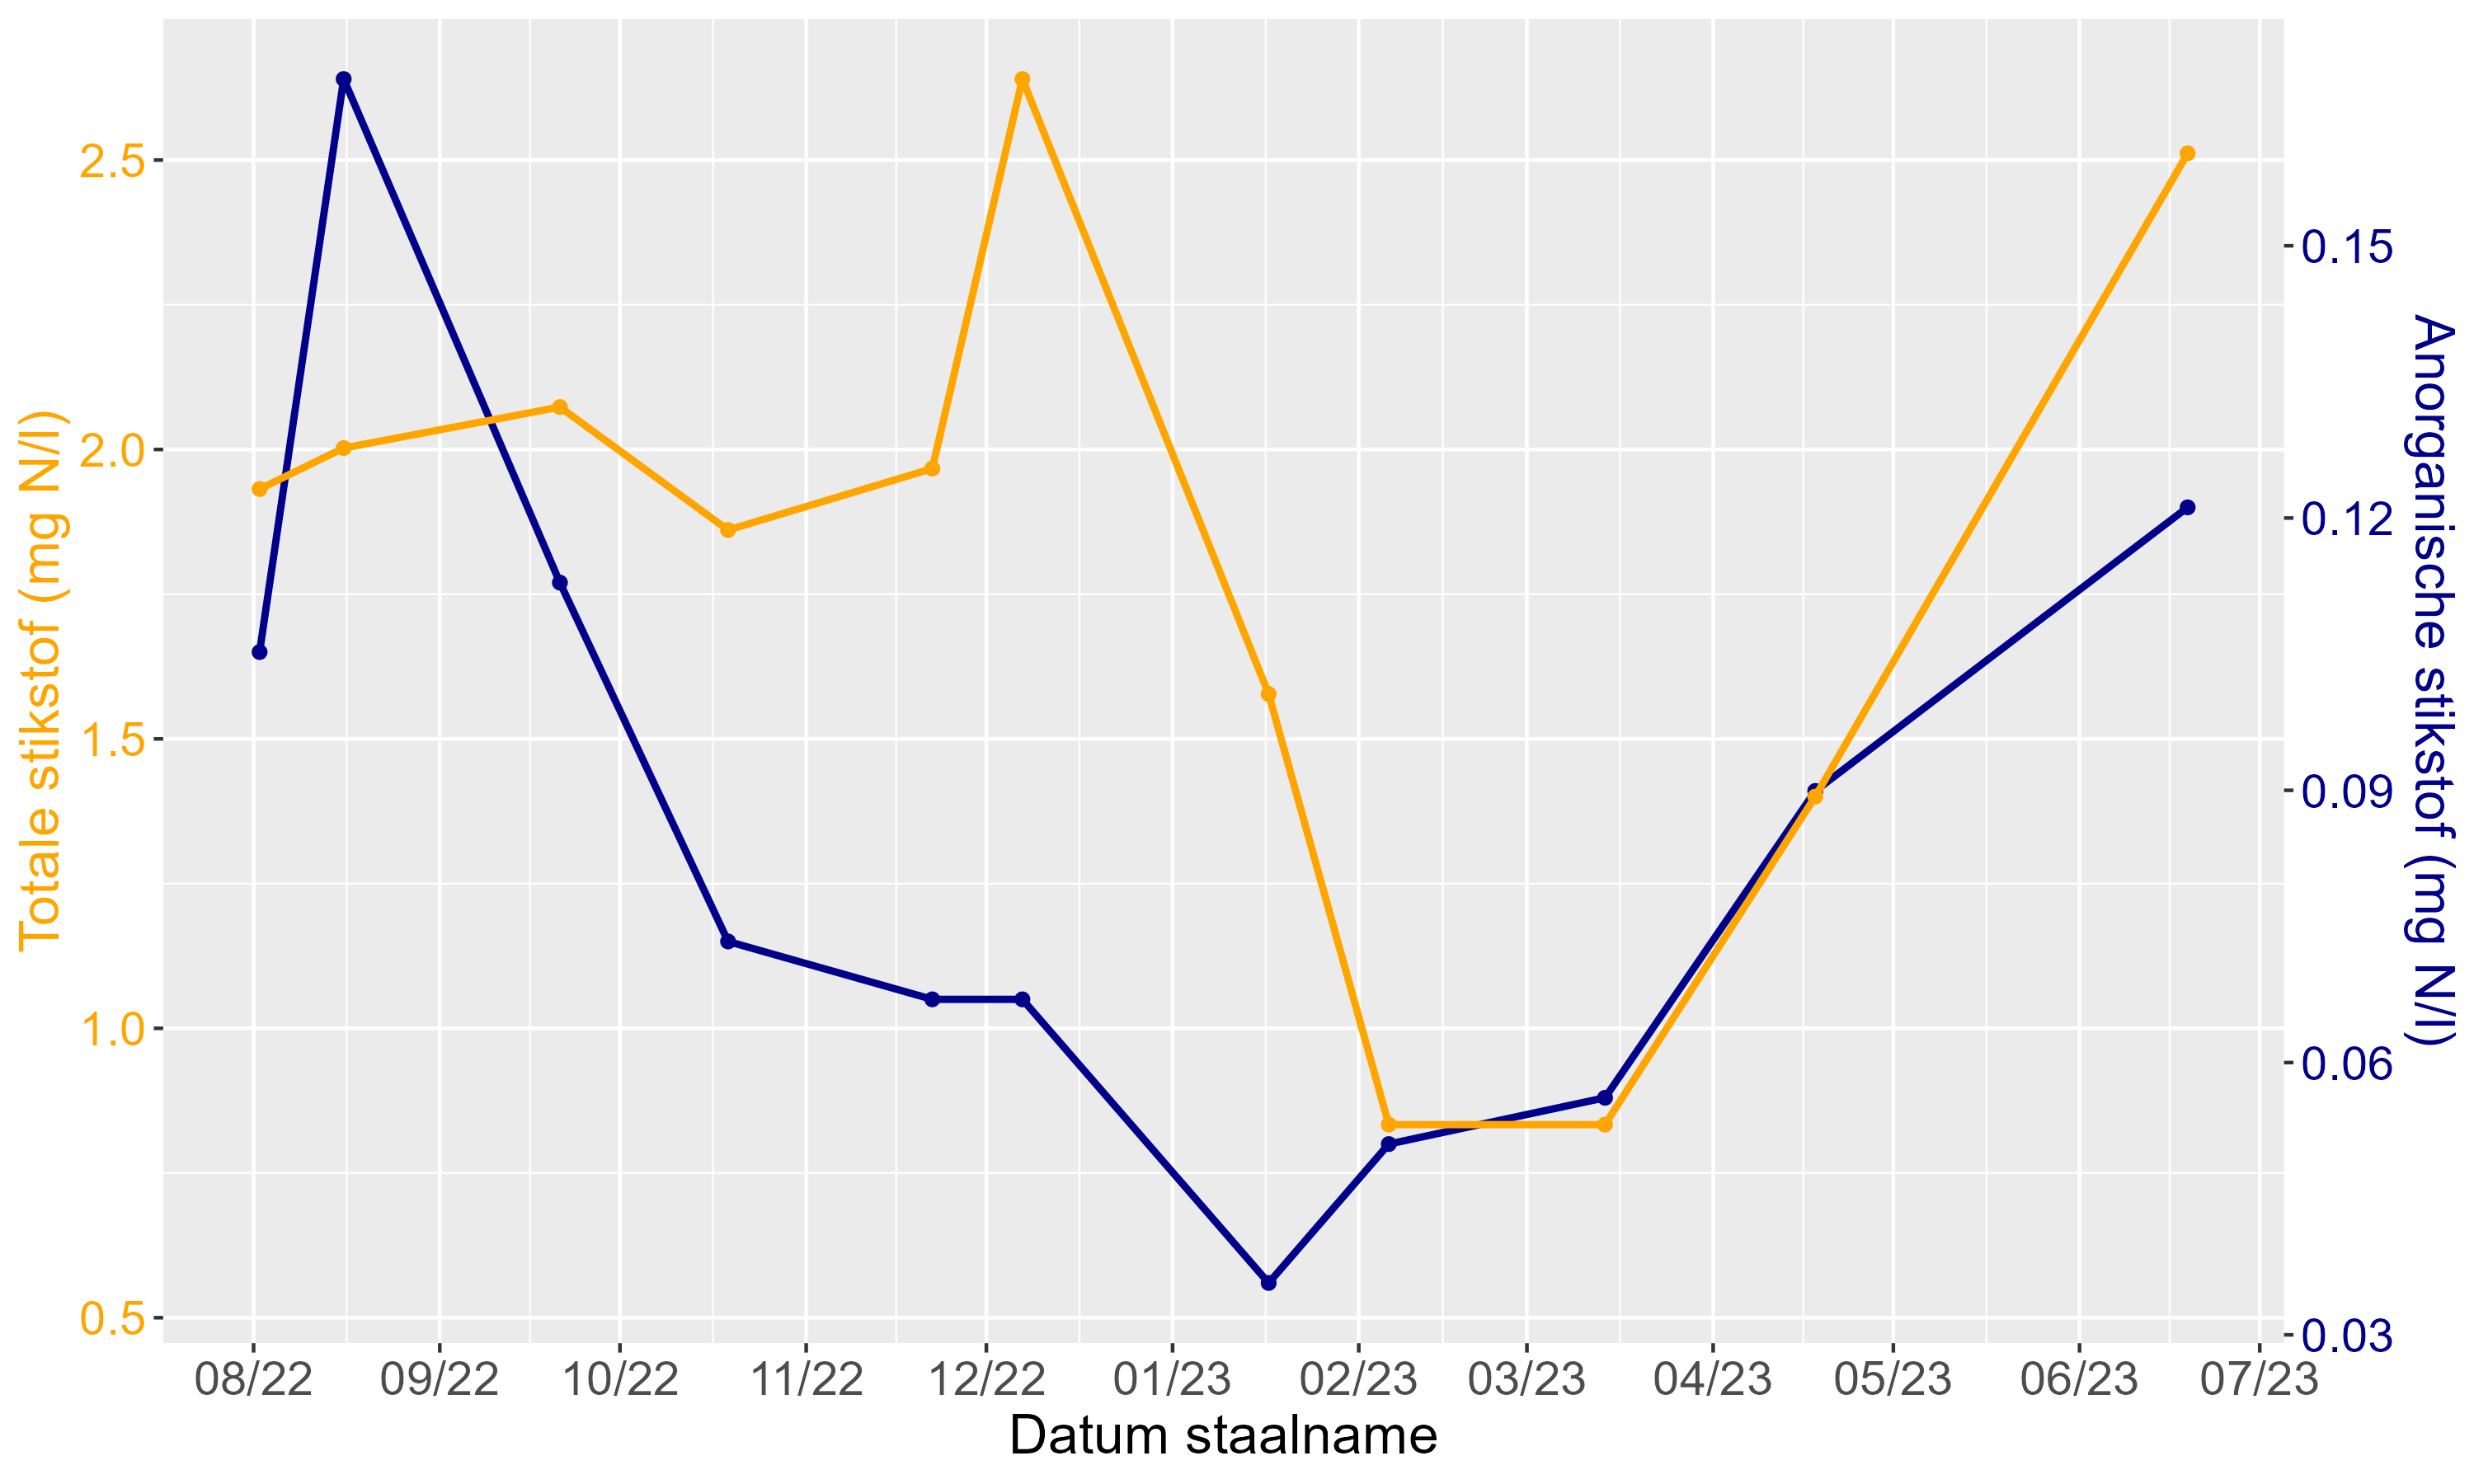 Totale stikstof (mg N/l)
2.5
2.0
1.5
1.0
0.5
0.15
0.12
0.09
0.06
0.03
Anorganische stikstof (mg N/l)
08/22 09/22 10/22 11/22 12/22 01/23 02/23 03/23 04/23 05/23 06/23 07/23
Datum staalname